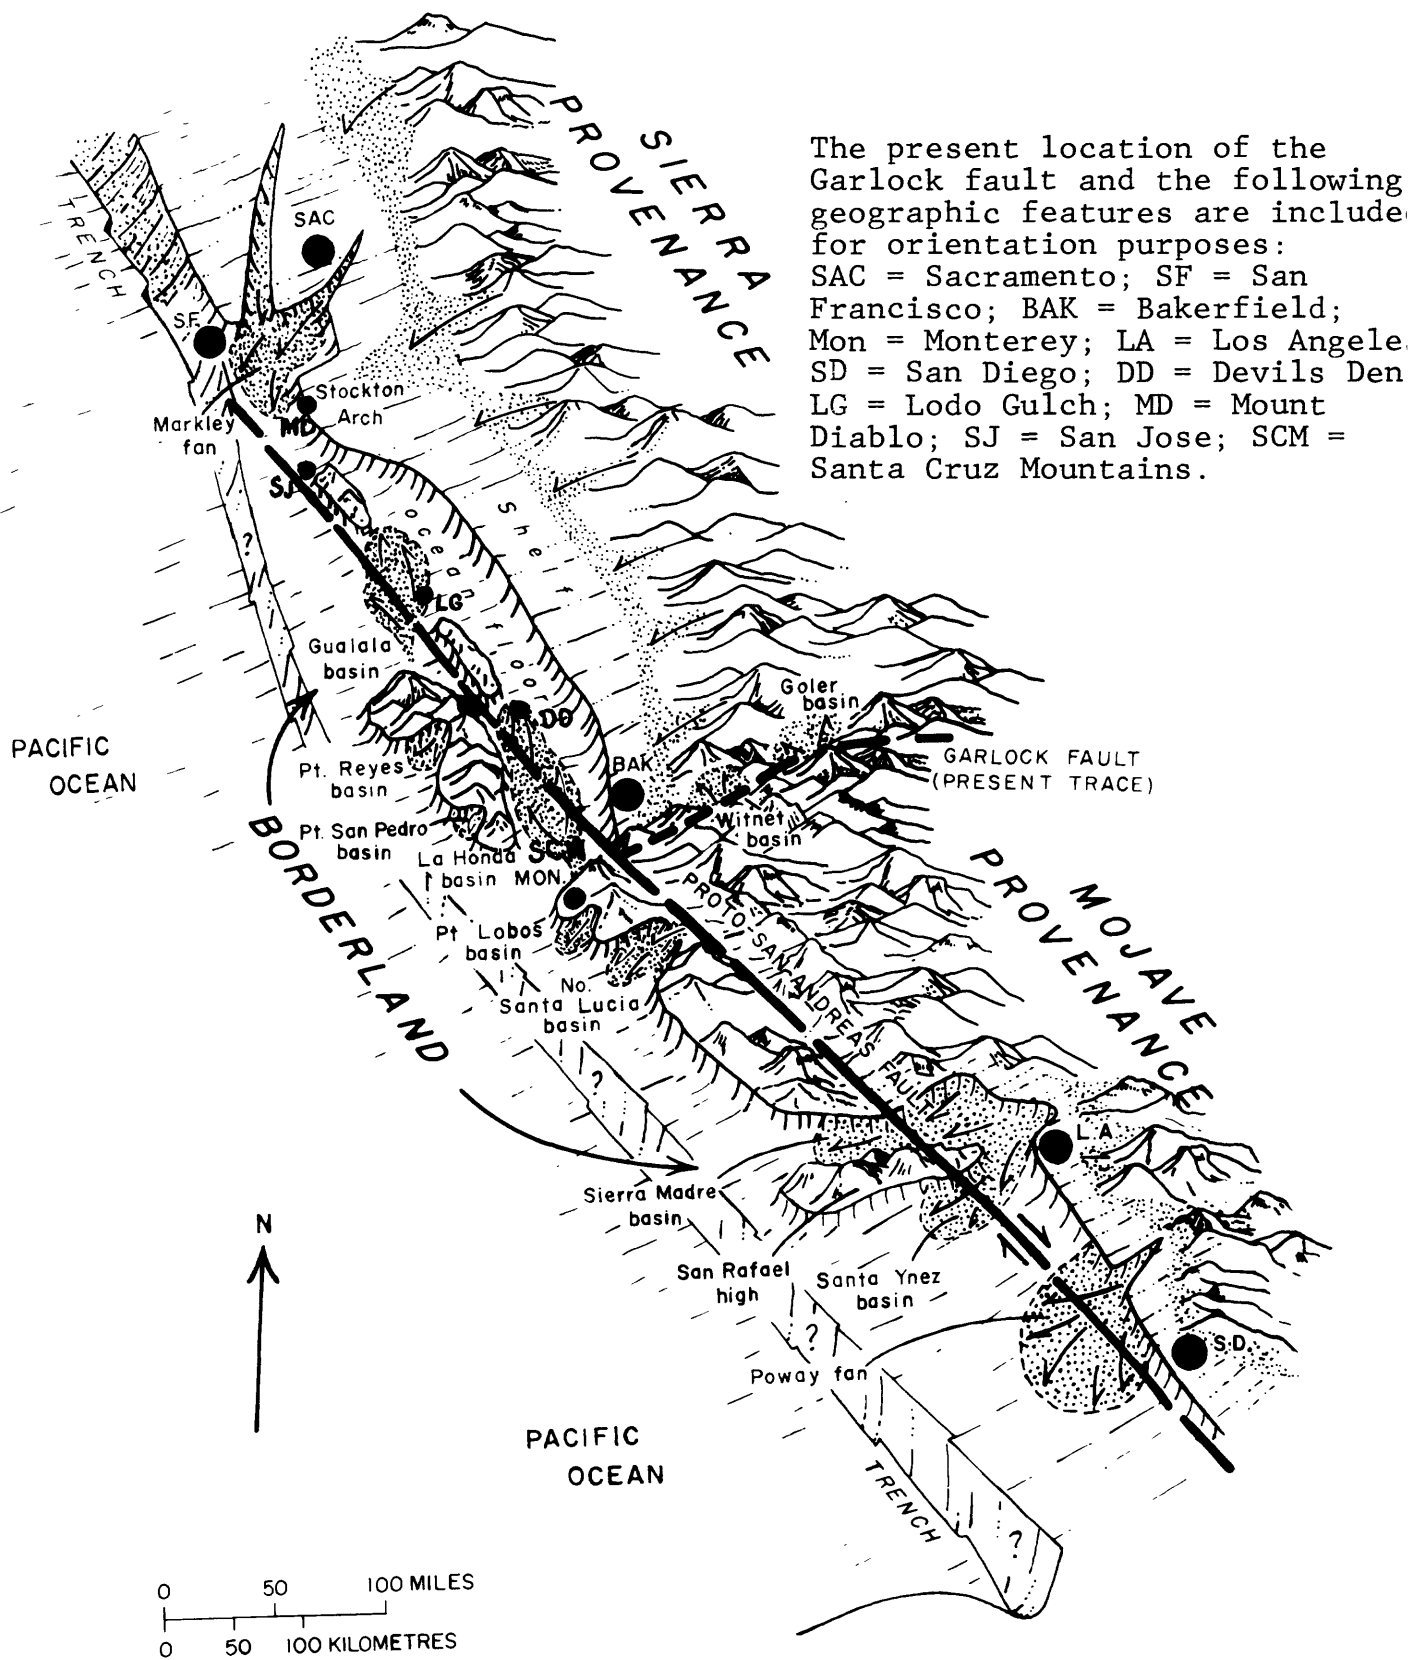 The present location of the
Garlock fault and the following
geographic features are include
for orientation purposes:
SAC = Sacramento; SF = San
Francisco; BAK = Bakerfield;
Mon = Monterey; LA = Los Angele
SD = San Diego; DD = Devils Den
LG = Lodo Gulch; MD = Mount
Diablo; SJ = San Jose; SCM =
Santa Cruz Mountains.
SIERRA
PROVENANCE
TRENCH
SAC
S.F.
Stockton
Arch
MD
Markley
fan
SJ
Shelf
ocean floor
?
LG
Gualala
basin
Goler
basin
DD
PACIFIC
OCEAN
GARLOCK FAULT
(PRESENT TRACE)
Pt. Reyes
basin
BAK
Witnet
basin
Pt. San Pedro
basin
BORDERLAND
La Honda
basin
SCM
MON.
PROTO-SAN ANDREAS FAULT
MOJAVE
PROVENANCE
Pt. Lobos
basin
No.
Santa Lucia
basin
?
L.A.
Sierra Madre
basin
N
San Rafael
high
Santa Ynez
basin
?
S.D.
Poway fan
PACIFIC
OCEAN
TRENCH
?
0 50 100 MILES
0 50 100 KILOMETRES